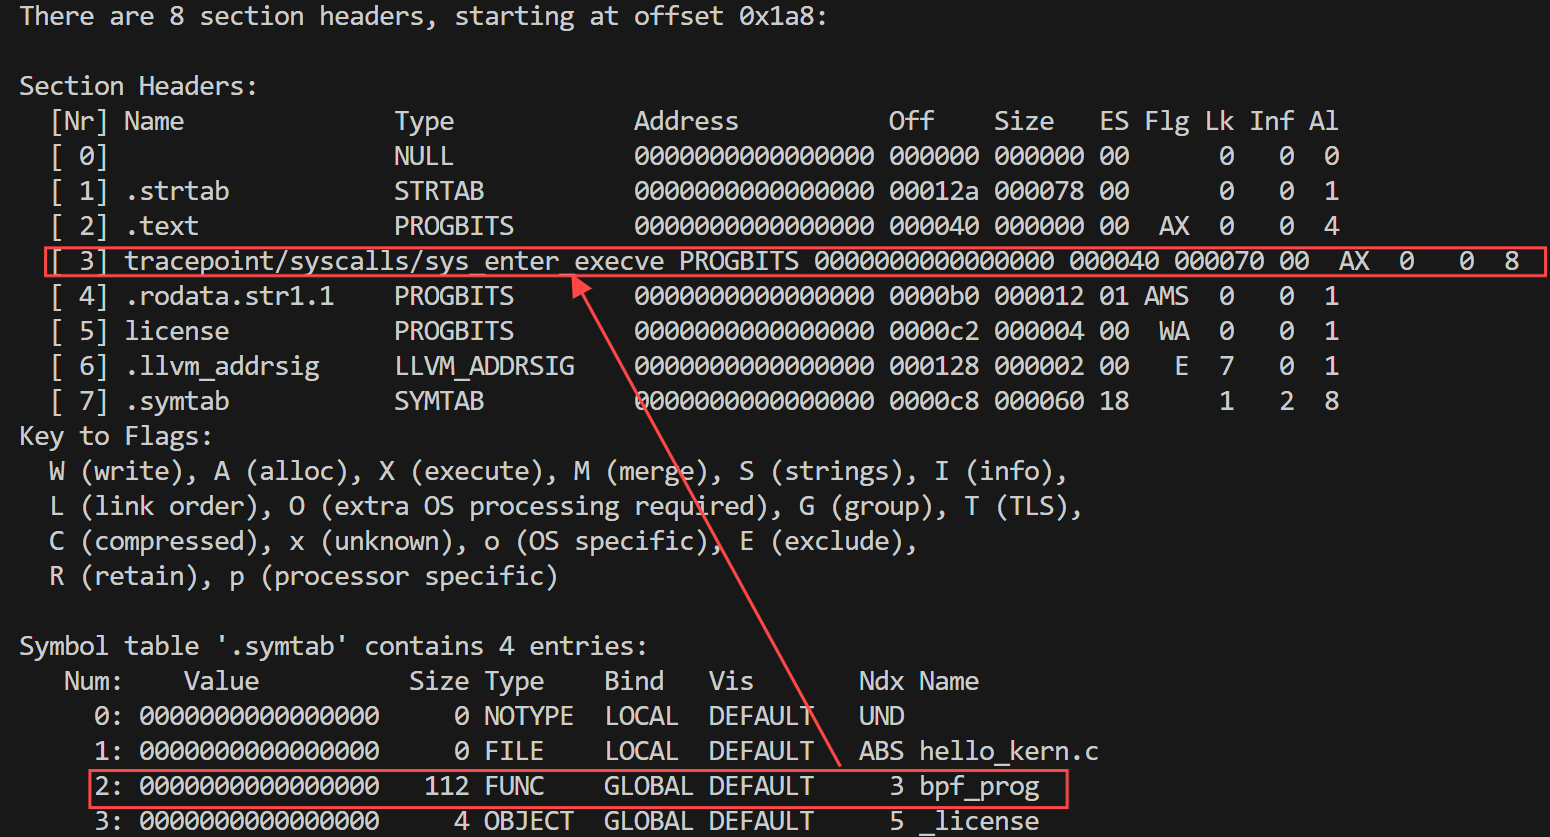 There are 8 section headers, starting at offset 0x1a8:
Section Headers:
[Nr] Name Type Address Off Size ES Flg Lk Inf Al
[ 0] NULL 0000000000000000 000000 000000 00 0 0 0
[ 1] .strtab STRTAB 0000000000000000 00012a 000078 00 0 0 1
[ 2] .text PROGBITS 0000000000000000 000040 000000 00 AX 0 0 4
[ 3] tracepoint/syscalls/sys_enter_execve PROGBITS 0000000000000000 000040 000070 00 AX 0 0 8
[ 4] .rodata.str1.1 PROGBITS 0000000000000000 0000b0 000012 01 AMS 0 0 1
[ 5] license PROGBITS 0000000000000000 0000c2 000004 00 WA 0 0 1
[ 6] .llvm_addrsig LLVM_ADDRSIG 0000000000000000 000128 000002 00 E 7 0 1
[ 7] .symtab SYMTAB 0000000000000000 0000c8 000060 18 1 2 8
Key to Flags:
W (write), A (alloc), X (execute), M (merge), S (strings), I (info),
L (link order), O (extra OS processing required), G (group), T (TLS),
C (compressed), x (unknown), o (OS specific), E (exclude),
R (retain), p (processor specific)
Symbol table '.symtab' contains 4 entries:
Num: Value Size Type Bind Vis Ndx Name
0: 0000000000000000 0 NOTYPE LOCAL DEFAULT UND
1: 0000000000000000 0 FILE LOCAL DEFAULT ABS hello_kern.c
2: 0000000000000000 112 FUNC GLOBAL DEFAULT 3 bpf_prog
3: 0000000000000000 4 OBJECT GLOBAL DEFAULT 5 _license